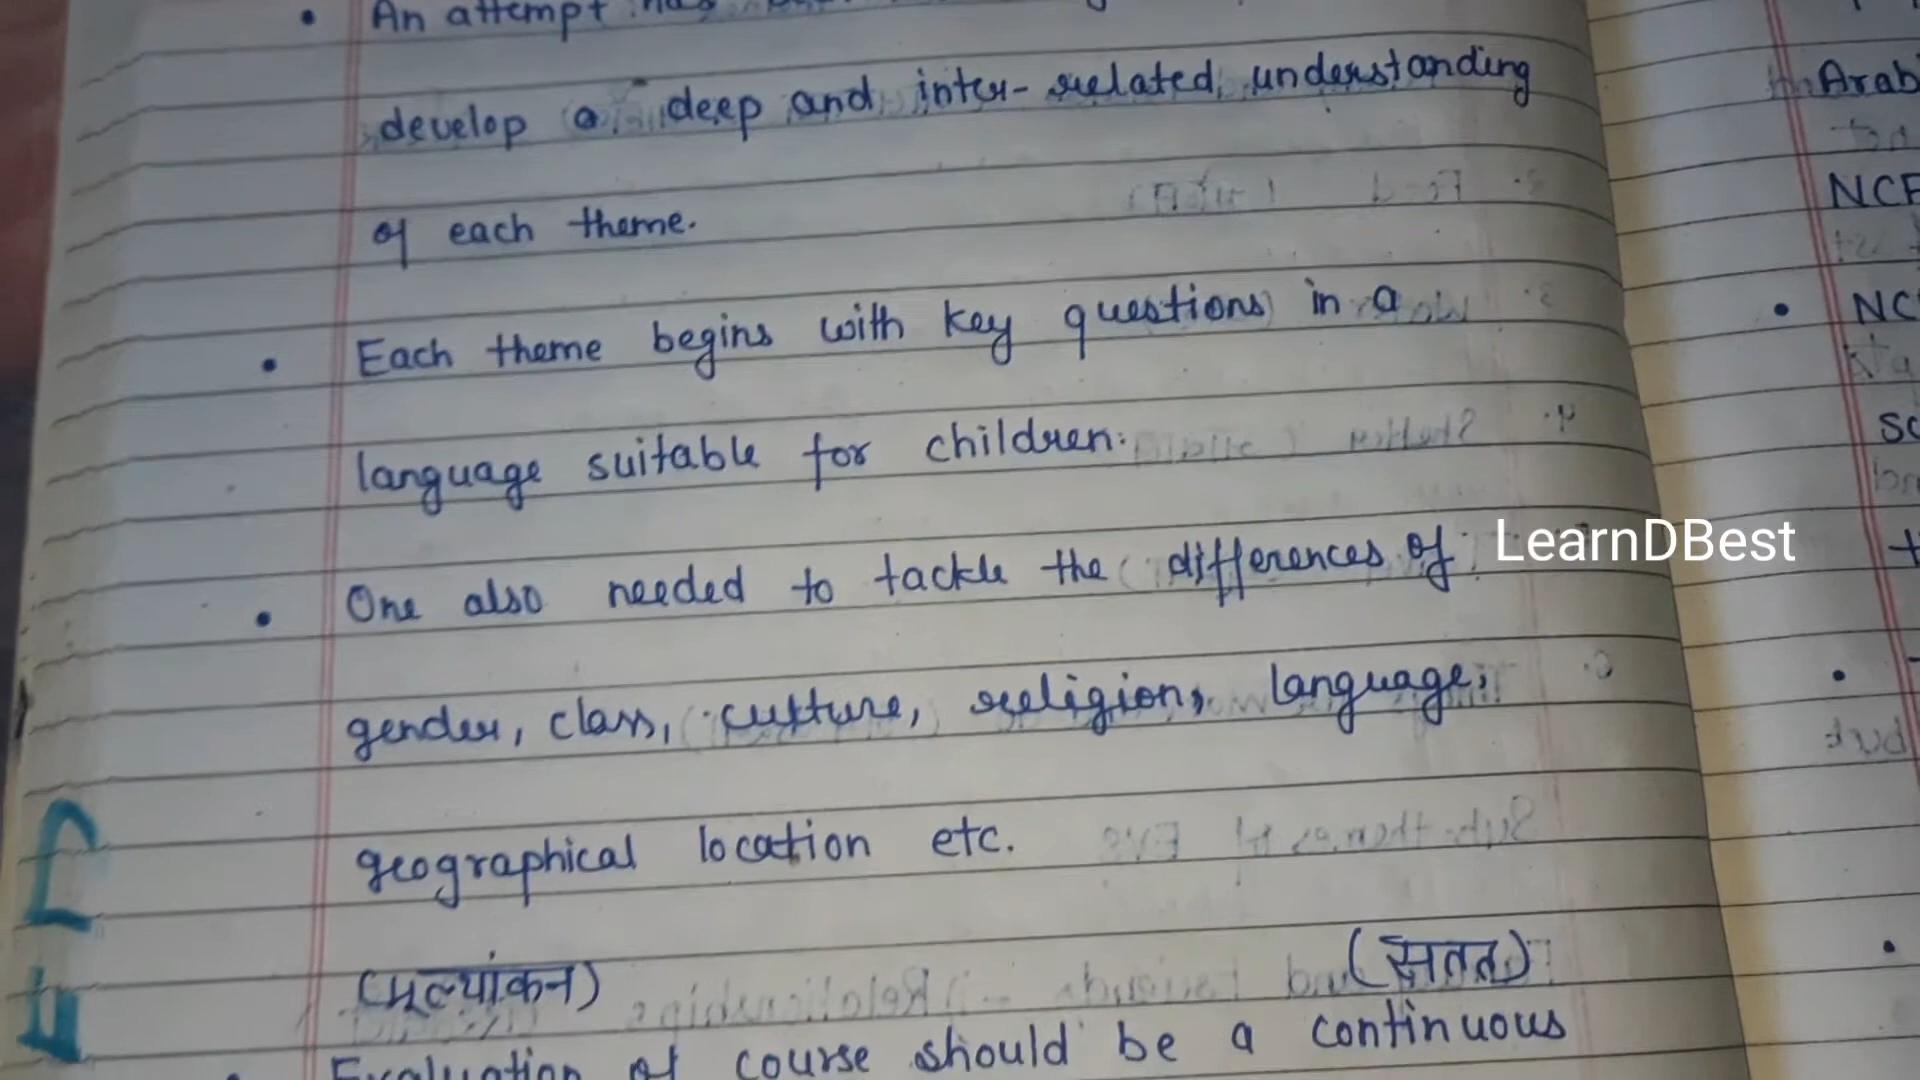 • An attempt
develop a deep and inter-related understanding
of each theme.
• Each theme begins with key questions in a
language suitable for children.
• One also needed to tackle the differences of
gender, class, culture, religion, language,
geographical location etc.
(मूल्यांकन) (सतत)
• Evaluation of course should be a continuous
LearnDBest
Arab
NCF
• NC